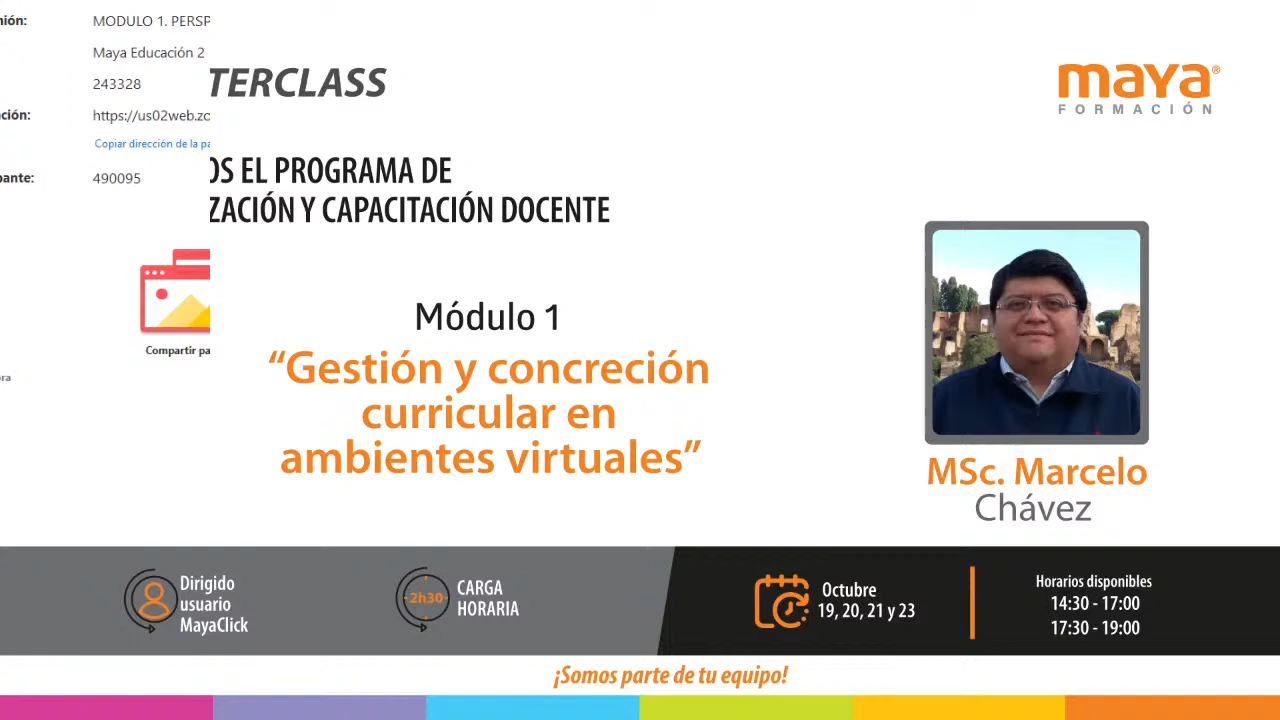 nión:
MODULO 1. PERSP
Maya Educación 2
243328
ción:
https://us02web.zo
Copiar dirección de la pa
pante:
490095
Compartir pa
ora
TERCLASS
OS EL PROGRAMA DE
ZACIÓN Y CAPACITACIÓN DOCENTE
maya®
FORMACIÓN
Módulo 1
“Gestión y concreción
curricular en
ambientes virtuales”
MSc. Marcelo
Chávez
Dirigido
usuario
MayaClick
2h30
CARGA
HORARIA
Octubre
19, 20, 21 y 23
Horarios disponibles
14:30 - 17:00
17:30 - 19:00
¡Somos parte de tu equipo!